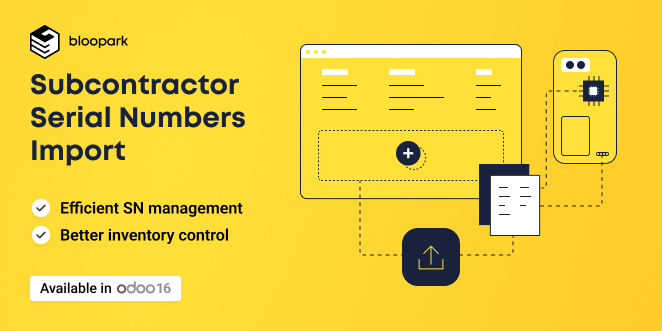 bloopark
Subcontractor
Serial Numbers
Import
Efficient SN management
Better inventory control
Available in odoo16